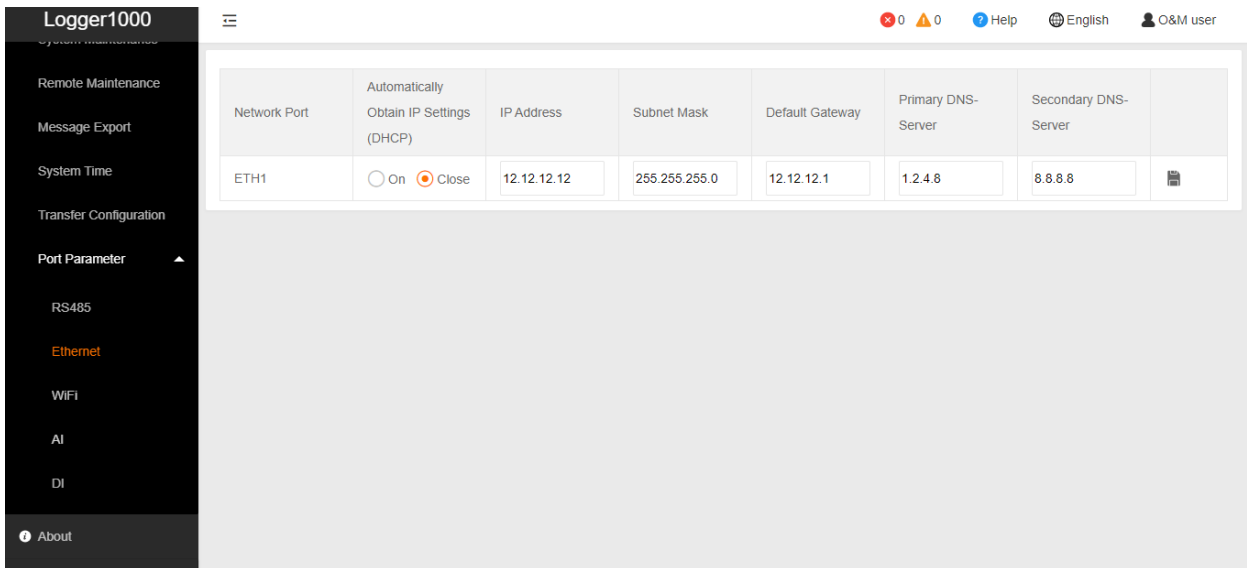 Logger1000
0
0
Help
English
O&M user
System Maintenance
Remote Maintenance
Message Export
System Time
Transfer Configuration
Port Parameter
RS485
Ethernet
WiFi
AI
DI
About
Network Port
Automatically
Obtain IP Settings
(DHCP)
IP Address
Subnet Mask
Default Gateway
Primary DNS-
Server
Secondary DNS-
Server
ETH1
On
Close
12.12.12.12
255.255.255.0
12.12.12.1
1.2.4.8
8.8.8.8